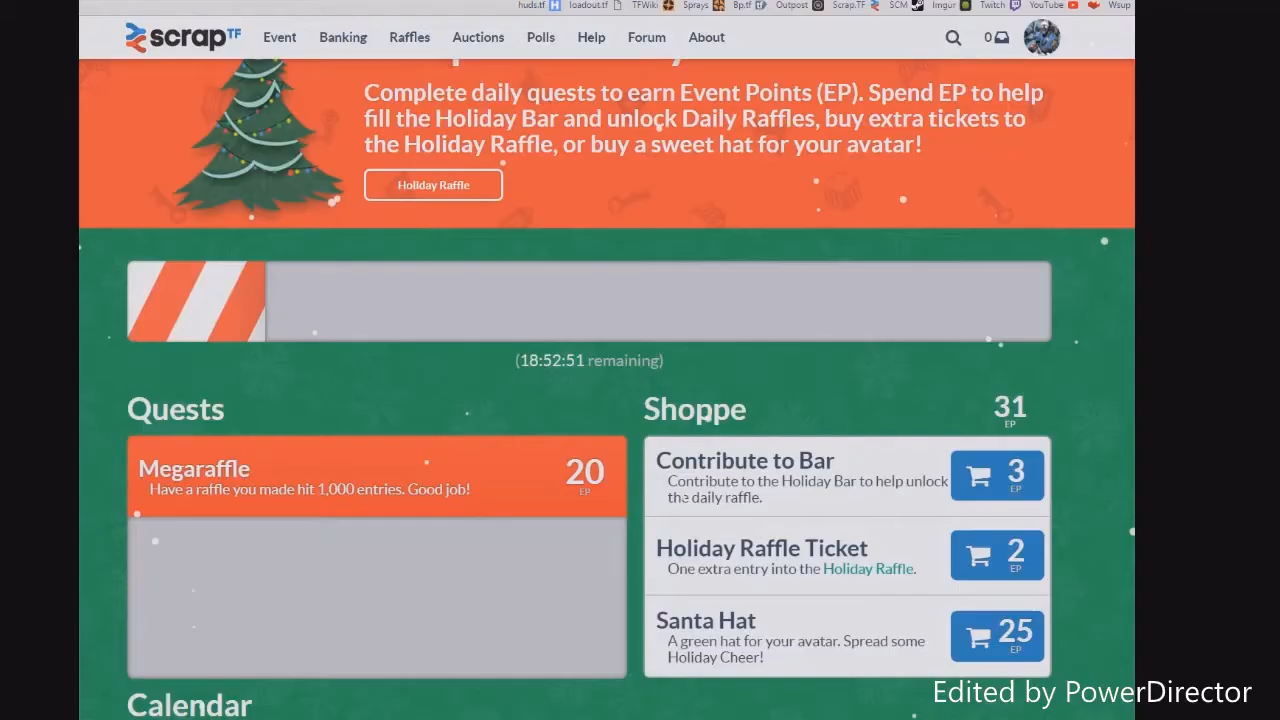 huds.tf loadout.tf TFWiki Sprays Bp.tf Outpost Scrap.TF SCM Imgur Twitch YouTube Wsup
scrapTF Event Banking Raffles Auctions Polls Help Forum About 0
Complete daily quests to earn Event Points (EP). Spend EP to help
fill the Holiday Bar and unlock Daily Raffles, buy extra tickets to
the Holiday Raffle, or buy a sweet hat for your avatar!
Holiday Raffle
(18:52:51 remaining)
Quests
Megaraffle
Have a raffle you made hit 1,000 entries. Good job!
20
EP
Shoppe
31
EP
Contribute to Bar
Contribute to the Holiday Bar to help unlock
the daily raffle.
3
EP
Holiday Raffle Ticket
One extra entry into the Holiday Raffle.
2
EP
Santa Hat
A green hat for your avatar. Spread some
Holiday Cheer!
25
EP
Calendar
Edited by PowerDirector